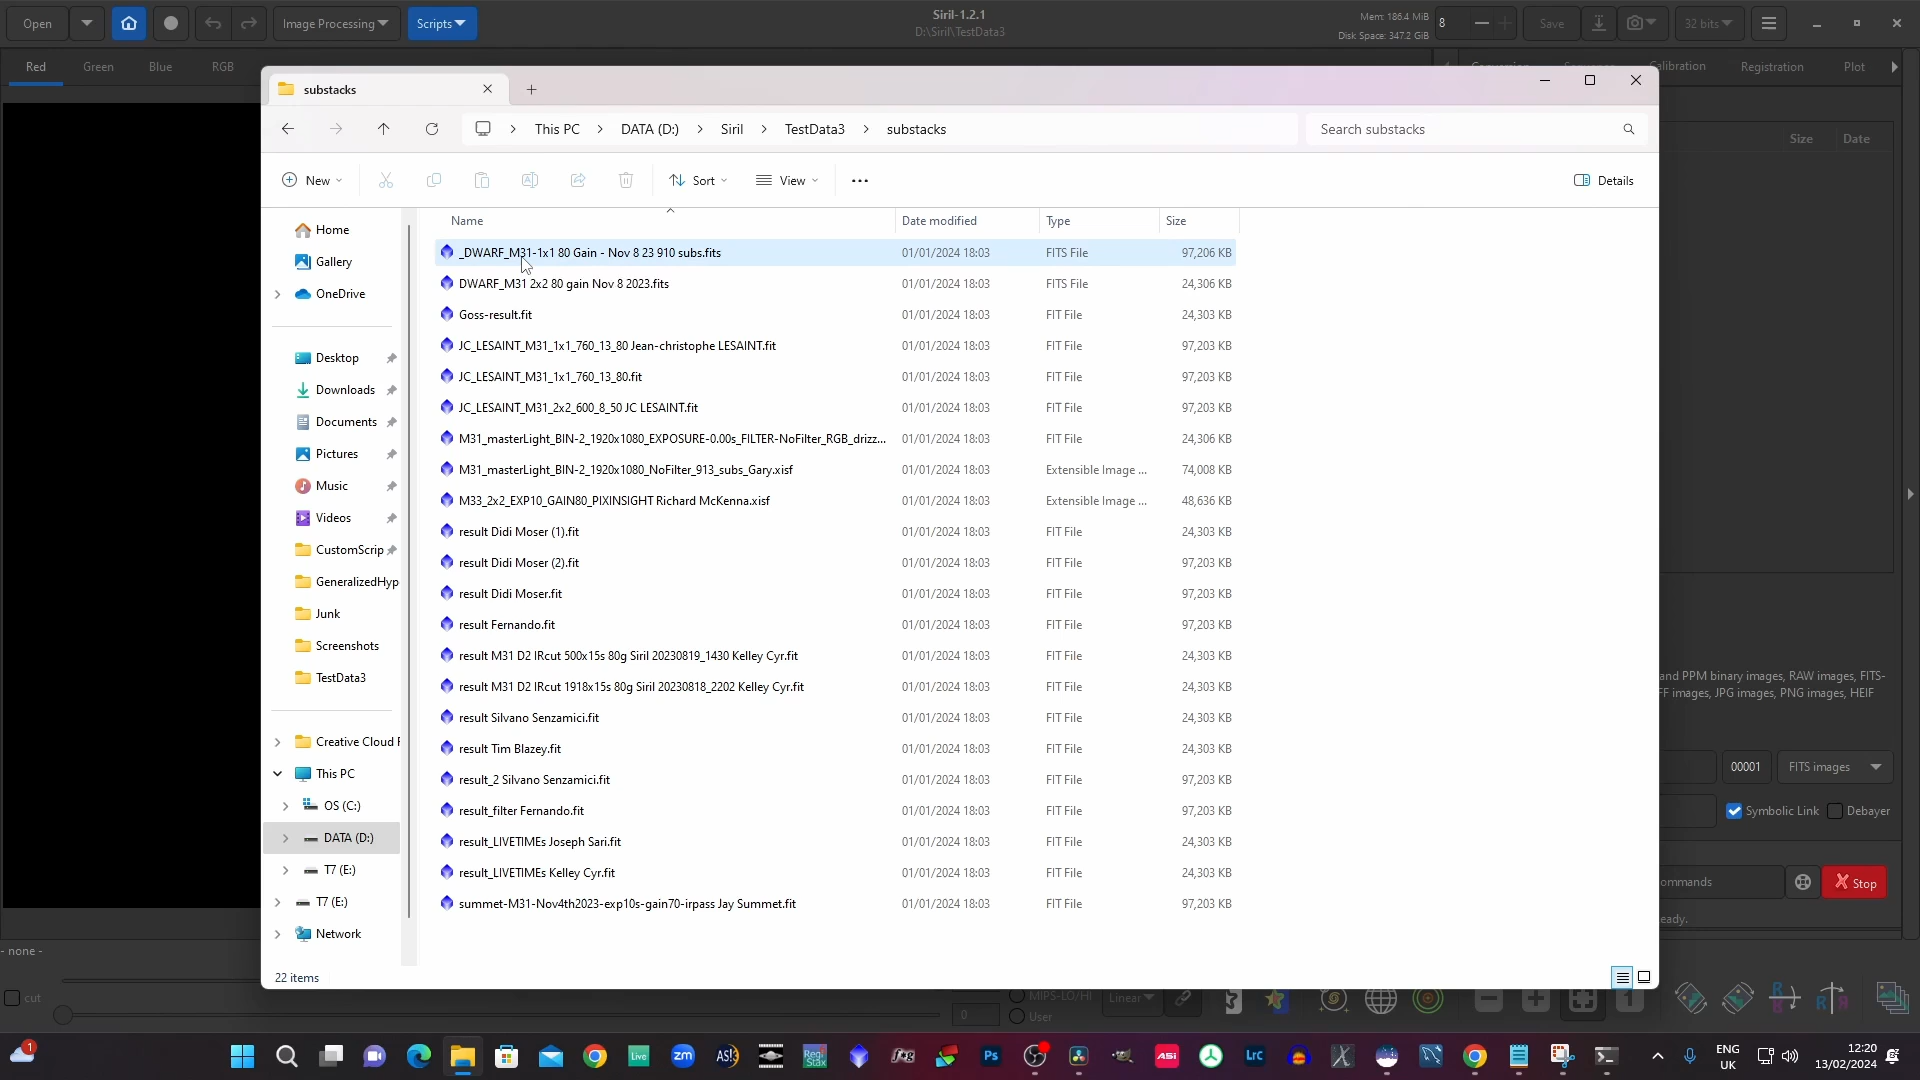 Open
Image Processing
Scripts
Siril-1.2.1
D:\Siril\TestData3
Mem: 186.4 MiB
Disk Space: 347.2 GiB
8
Save
32 bits
Red
Green
Blue
RGB
Calibration
Registration
Plot
substacks
This PC
DATA (D:)
Siril
TestData3
substacks
Search substacks
New
Sort
View
Details
Size
Date
Home
Gallery
OneDrive
Desktop
Downloads
Documents
Pictures
Music
Videos
CustomScrip
GeneralizedHyp
Junk
Screenshots
TestData3
Creative Cloud F
This PC
OS (C:)
DATA (D:)
T7 (E:)
T7 (E:)
Network
Name Date modified Type Size
_DWARF_M31-1x1 80 Gain - Nov 8 23 910 subs.fits 01/01/2024 18:03 FITS File 97,206 KB
DWARF_M31 2x2 80 gain Nov 8 2023.fits 01/01/2024 18:03 FITS File 24,306 KB
Goss-result.fit 01/01/2024 18:03 FIT File 24,303 KB
JC_LESAINT_M31_1x1_760_13_80 Jean-christophe LESAINT.fit 01/01/2024 18:03 FIT File 97,203 KB
JC_LESAINT_M31_1x1_760_13_80.fit 01/01/2024 18:03 FIT File 97,203 KB
JC_LESAINT_M31_2x2_600_8_50 JC LESAINT.fit 01/01/2024 18:03 FIT File 97,203 KB
M31_masterLight_BIN-2_1920x1080_EXPOSURE-0.00s_FILTER-NoFilter_RGB_drizz... 01/01/2024 18:03 FIT File 24,306 KB
M31_masterLight_BIN-2_1920x1080_NoFilter_913_subs_Gary.xisf 01/01/2024 18:03 Extensible Image ... 74,008 KB
M33_2x2_EXP10_GAIN80_PIXINSIGHT Richard McKenna.xisf 01/01/2024 18:03 Extensible Image ... 48,636 KB
result Didi Moser (1).fit 01/01/2024 18:03 FIT File 24,303 KB
result Didi Moser (2).fit 01/01/2024 18:03 FIT File 97,203 KB
result Didi Moser.fit 01/01/2024 18:03 FIT File 97,203 KB
result Fernando.fit 01/01/2024 18:03 FIT File 97,203 KB
result M31 D2 IRcut 500x15s 80g Siril 20230819_1430 Kelley Cyr.fit 01/01/2024 18:03 FIT File 24,303 KB
result M31 D2 IRcut 1918x15s 80g Siril 20230818_2202 Kelley Cyr.fit 01/01/2024 18:03 FIT File 24,303 KB
result Silvano Senzamici.fit 01/01/2024 18:03 FIT File 24,303 KB
result Tim Blazey.fit 01/01/2024 18:03 FIT File 24,303 KB
result_2 Silvano Senzamici.fit 01/01/2024 18:03 FIT File 97,203 KB
result_filter Fernando.fit 01/01/2024 18:03 FIT File 97,203 KB
result_LIVETIMEs Joseph Sari.fit 01/01/2024 18:03 FIT File 24,303 KB
result_LIVETIMEs Kelley Cyr.fit 01/01/2024 18:03 FIT File 24,303 KB
summet-M31-Nov4th2023-exp10s-gain70-irpass Jay Summet.fit 01/01/2024 18:03 FIT File 97,203 KB
22 items
and PPM binary images, RAW images, FITS-
FF images, JPG images, PNG images, HEIF
00001
FITS images
Symbolic Link
Debayer
ommands
Stop
eady.
- none -
cut
0
MIPS-LO/HI
User
Linear
1
1
Live
zm
AS!
Regi
Stax
Ps
ASI
LrC
ENG
UK
12:20
13/02/2024